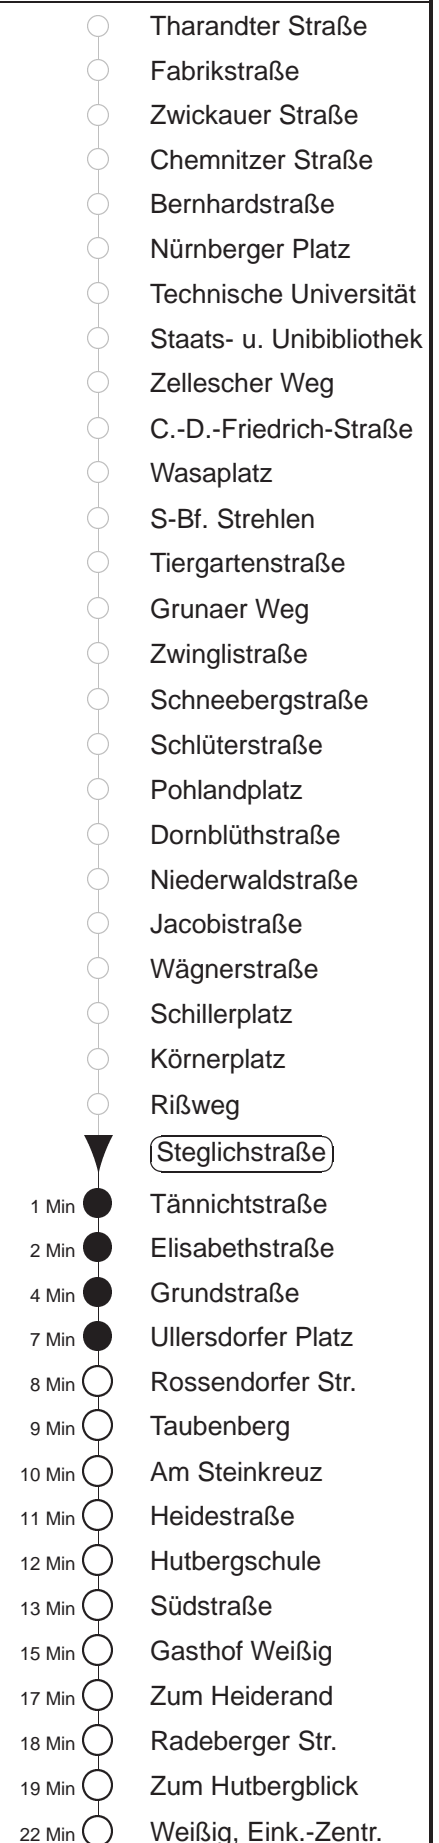 Tharandter Straße
Fabrikstraße
Zwickauer Straße
Chemnitzer Straße
Bernhardstraße
Nürnberger Platz
Technische Universität
Staats- u. Unibibliothek
Zellescher Weg
C.-D.-Friedrich-Straße
Wasaplatz
S-Bf. Strehlen
Tiergartenstraße
Grunaer Weg
Zwinglistraße
Schneebergstraße
Schlüterstraße
Pohlandplatz
Dornblüthstraße
Niederwaldstraße
Jacobistraße
Wägnerstraße
Schillerplatz
Körnerplatz
Rißweg
Steglichstraße
1 Min Tännichtstraße
2 Min Elisabethstraße
4 Min Grundstraße
7 Min Ullersdorfer Platz
8 Min Rossendorfer Str.
9 Min Taubenberg
10 Min Am Steinkreuz
11 Min Heidestraße
12 Min Hutbergschule
13 Min Südstraße
15 Min Gasthof Weißig
17 Min Zum Heiderand
18 Min Radeberger Str.
19 Min Zum Hutbergblick
22 Min Weißig, Eink.-Zentr.